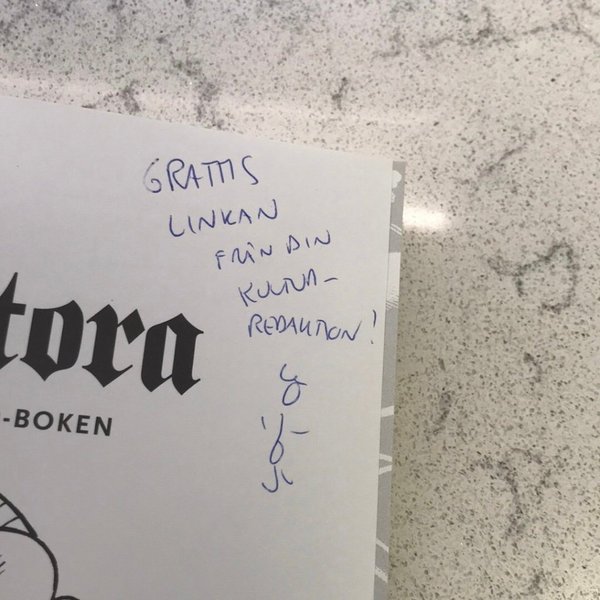 GRATTIS
LINKAN
FRÅN DIN
KULTUR-
REDAKTION!
tora
-BOKEN